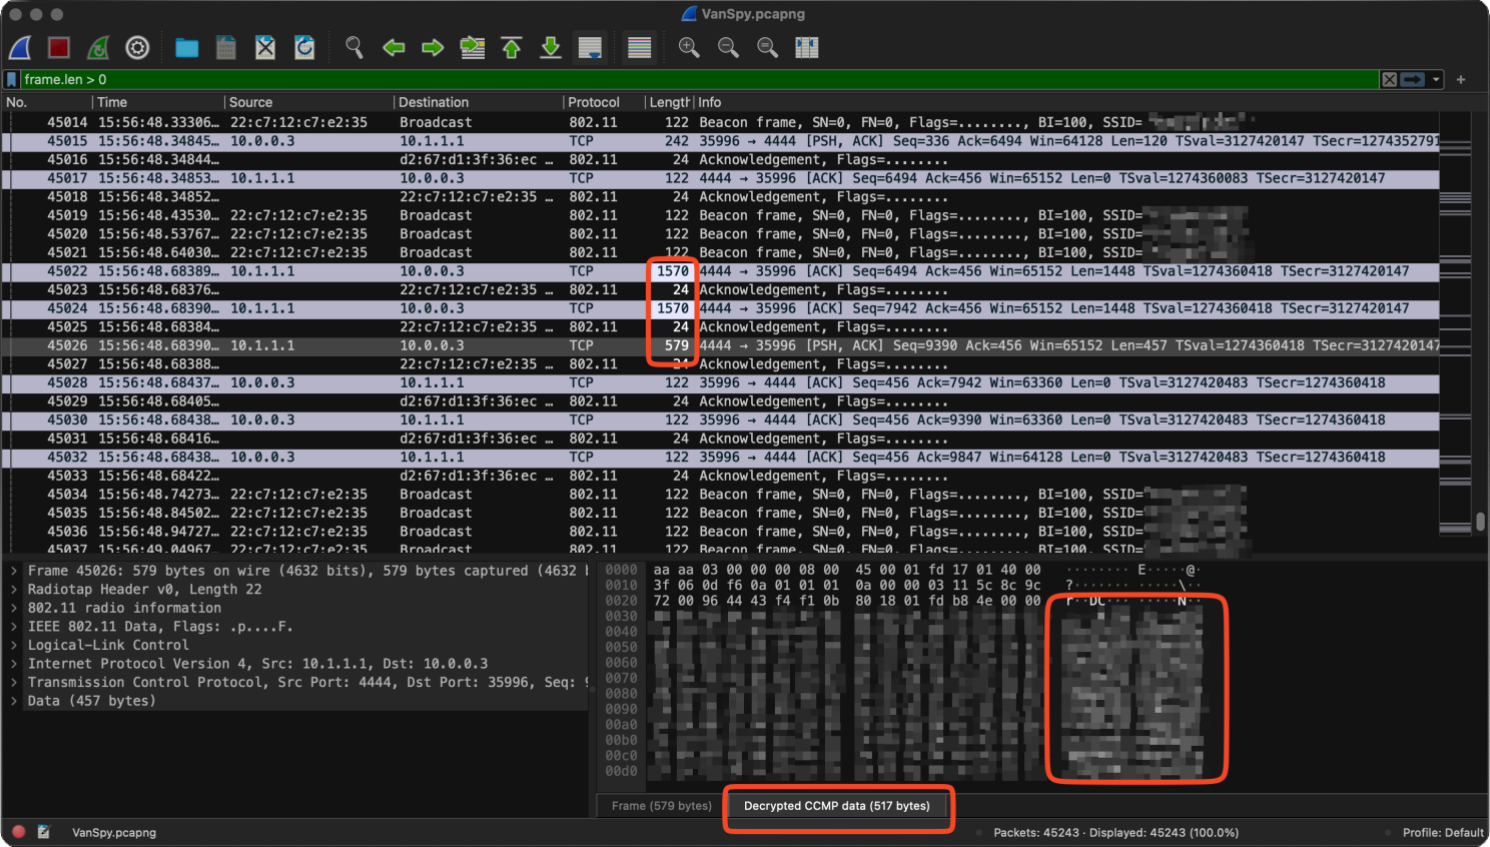 VanSpy.pcapng
frame.len > 0
No. Time Source Destination Protocol Length Info
45014 15:56:48.33306… 22:c7:12:c7:e2:35 Broadcast 802.11 122 Beacon frame, SN=0, FN=0, Flags=........, BI=100, SSID=
45015 15:56:48.34845… 10.0.0.3 10.1.1.1 TCP 242 35996 → 4444 [PSH, ACK] Seq=336 Ack=6494 Win=64128 Len=120 TSval=3127420147 TSecr=1274352791
45016 15:56:48.34844… d2:67:d1:3f:36:ec … 802.11 24 Acknowledgement, Flags=........
45017 15:56:48.34853… 10.1.1.1 10.0.0.3 TCP 122 4444 → 35996 [ACK] Seq=6494 Ack=456 Win=65152 Len=0 TSval=1274360083 TSecr=3127420147
45018 15:56:48.34852… 22:c7:12:c7:e2:35 … 802.11 24 Acknowledgement, Flags=........
45019 15:56:48.43530… 22:c7:12:c7:e2:35 Broadcast 802.11 122 Beacon frame, SN=0, FN=0, Flags=........, BI=100, SSID=
45020 15:56:48.53767… 22:c7:12:c7:e2:35 Broadcast 802.11 122 Beacon frame, SN=0, FN=0, Flags=........, BI=100, SSID=
45021 15:56:48.64030… 22:c7:12:c7:e2:35 Broadcast 802.11 122 Beacon frame, SN=0, FN=0, Flags=........, BI=100, SSID=
45022 15:56:48.68389… 10.1.1.1 10.0.0.3 TCP 1570 4444 → 35996 [ACK] Seq=6494 Ack=456 Win=65152 Len=1448 TSval=1274360418 TSecr=3127420147
45023 15:56:48.68376… 22:c7:12:c7:e2:35 … 802.11 24 Acknowledgement, Flags=........
45024 15:56:48.68390… 10.1.1.1 10.0.0.3 TCP 1570 4444 → 35996 [ACK] Seq=7942 Ack=456 Win=65152 Len=1448 TSval=1274360418 TSecr=3127420147
45025 15:56:48.68384… 22:c7:12:c7:e2:35 … 802.11 24 Acknowledgement, Flags=........
45026 15:56:48.68390… 10.1.1.1 10.0.0.3 TCP 579 4444 → 35996 [PSH, ACK] Seq=9390 Ack=456 Win=65152 Len=457 TSval=1274360418 TSecr=3127420147
45027 15:56:48.68388… 22:c7:12:c7:e2:35 … 802.11 24 Acknowledgement, Flags=........
45028 15:56:48.68437… 10.0.0.3 10.1.1.1 TCP 122 35996 → 4444 [ACK] Seq=456 Ack=7942 Win=63360 Len=0 TSval=3127420483 TSecr=1274360418
45029 15:56:48.68405… d2:67:d1:3f:36:ec … 802.11 24 Acknowledgement, Flags=........
45030 15:56:48.68438… 10.0.0.3 10.1.1.1 TCP 122 35996 → 4444 [ACK] Seq=456 Ack=9390 Win=63360 Len=0 TSval=3127420483 TSecr=1274360418
45031 15:56:48.68416… d2:67:d1:3f:36:ec … 802.11 24 Acknowledgement, Flags=........
45032 15:56:48.68438… 10.0.0.3 10.1.1.1 TCP 122 35996 → 4444 [ACK] Seq=456 Ack=9847 Win=64128 Len=0 TSval=3127420483 TSecr=1274360418
45033 15:56:48.68422… d2:67:d1:3f:36:ec … 802.11 24 Acknowledgement, Flags=........
45034 15:56:48.74273… 22:c7:12:c7:e2:35 Broadcast 802.11 122 Beacon frame, SN=0, FN=0, Flags=........, BI=100, SSID=
45035 15:56:48.84502… 22:c7:12:c7:e2:35 Broadcast 802.11 122 Beacon frame, SN=0, FN=0, Flags=........, BI=100, SSID=
45036 15:56:48.94727… 22:c7:12:c7:e2:35 Broadcast 802.11 122 Beacon frame, SN=0, FN=0, Flags=........, BI=100, SSID=
45037 15:56:49.04967… 22:c7:12:c7:e2:35 Broadcast 802.11 122 Beacon frame, SN=0, FN=0, Flags=........, BI=100, SSID=
Frame 45026: 579 bytes on wire (4632 bits), 579 bytes captured (4632 b
Radiotap Header v0, Length 22
802.11 radio information
IEEE 802.11 Data, Flags: .p....F.
Logical-Link Control
Internet Protocol Version 4, Src: 10.1.1.1, Dst: 10.0.0.3
Transmission Control Protocol, Src Port: 4444, Dst Port: 35996, Seq: 9
Data (457 bytes)
0000 aa aa 03 00 00 00 08 00 45 00 01 fd 17 01 40 00 ········ E·····@·
0010 3f 06 0d f6 0a 01 01 01 0a 00 00 03 11 5c 8c 9c ?······· ·····\··
0020 72 00 96 44 43 f4 f1 0b 80 18 01 fd b8 4e 00 00 r··DC··· ·····N··
0030
0040
0050
0060
0070
0080
0090
00a0
00b0
00c0
00d0
Frame (579 bytes) Decrypted CCMP data (517 bytes)
VanSpy.pcapng Packets: 45243 · Displayed: 45243 (100.0%) Profile: Default